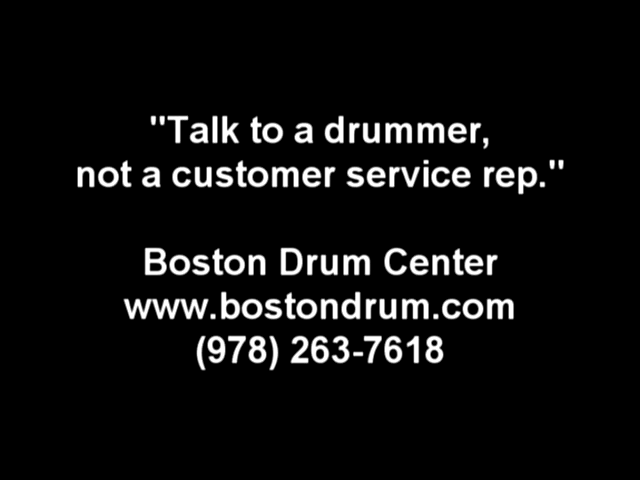 "Talk to a drummer,
not a customer service rep."
Boston Drum Center
www.bostondrum.com
(978) 263-7618